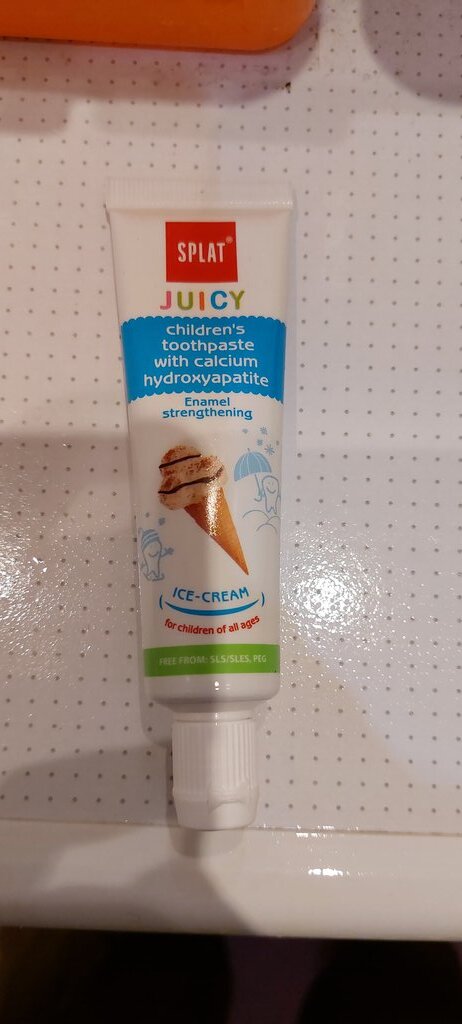 SPLAT®
JUICY
children's
toothpaste
with calcium
hydroxyapatite
Enamel
strengthening
ICE-CREAM
for children of all ages
FREE FROM: SLS/SLES, PEG